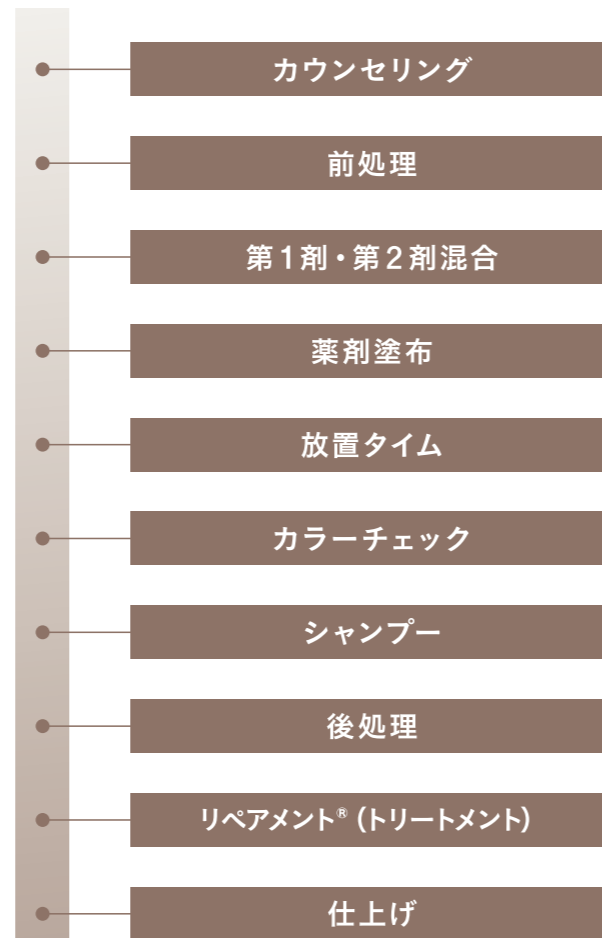 カウンセリング
前処理
第1剤・第2剤混合
薬剤塗布
放置タイム
カラーチェック
シャンプー
後処理
リペアメント®(トリートメント)
仕上げ